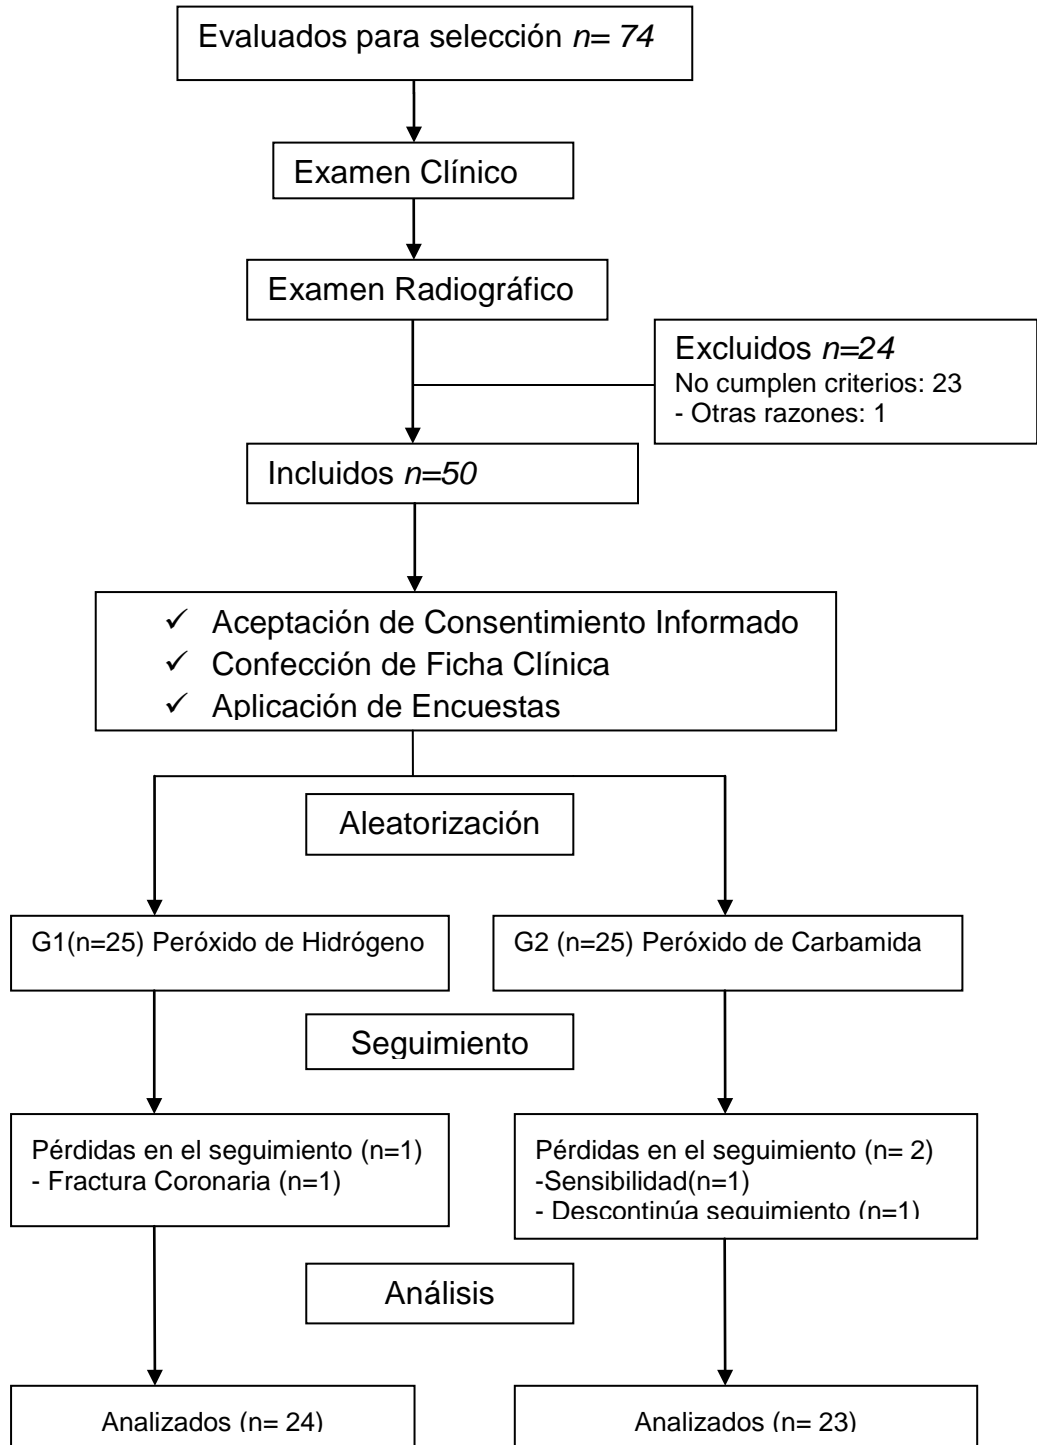 Evaluados para selección n= 74
Examen Clínico
Examen Radiográfico
Excluidos n=24
No cumplen criterios: 23
- Otras razones: 1
Incluidos n=50
✓ Aceptación de Consentimiento Informado
✓ Confección de Ficha Clínica
✓ Aplicación de Encuestas
Aleatorización
G1(n=25) Peróxido de Hidrógeno
G2 (n=25) Peróxido de Carbamida
Seguimiento
Pérdidas en el seguimiento (n=1)
- Fractura Coronaria (n=1)
Pérdidas en el seguimiento (n= 2)
-Sensibilidad(n=1)
- Descontinúa seguimiento (n=1)
Análisis
Analizados (n= 24)
Analizados (n= 23)